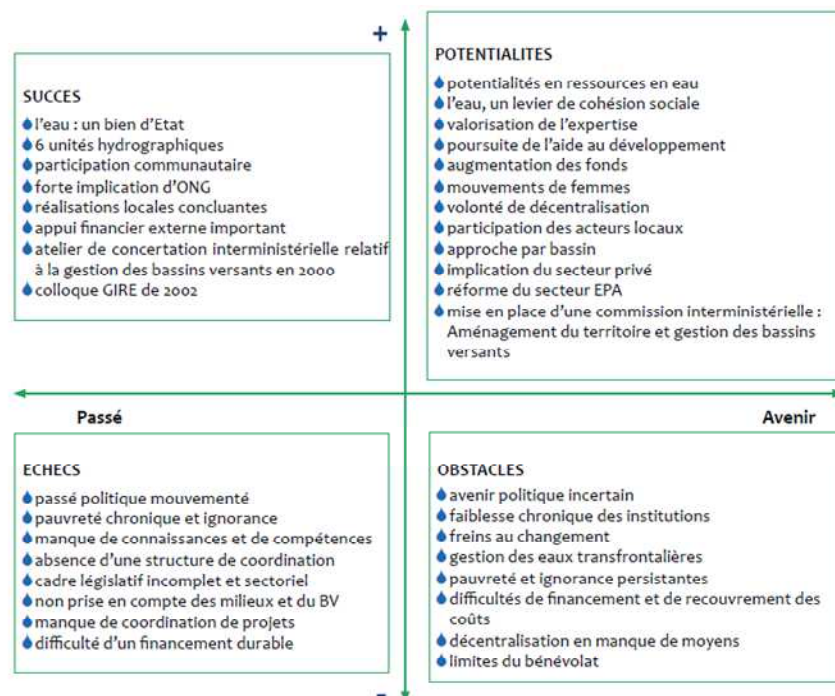 +
SUCCES
l'eau : un bien d'Etat
6 unités hydrographiques
participation communautaire
forte implication d'ONG
réalisations locales concluantes
appui financier externe important
atelier de concertation interministérielle relatif
à la gestion des bassins versants en 2000
colloque GIRE de 2002
POTENTIALITES
potentialités en ressources en eau
l'eau, un levier de cohésion sociale
valorisation de l'expertise
poursuite de l'aide au développement
augmentation des fonds
mouvements de femmes
volonté de décentralisation
participation des acteurs locaux
approche par bassin
implication du secteur privé
réforme du secteur EPA
mise en place d'une commission interministérielle :
Aménagement du territoire et gestion des bassins
versants
Passé
Avenir
ECHECS
passé politique mouvementé
pauvreté chronique et ignorance
manque de connaissances et de compétences
absence d'une structure de coordination
cadre législatif incomplet et sectoriel
non prise en compte des milieux et du BV
manque de coordination de projets
difficulté d'un financement durable
OBSTACLES
avenir politique incertain
faiblesse chronique des institutions
freins au changement
gestion des eaux transfrontalières
pauvreté et ignorance persistantes
difficultés de financement et de recouvrement des
coûts
décentralisation en manque de moyens
limites du bénévolat
-